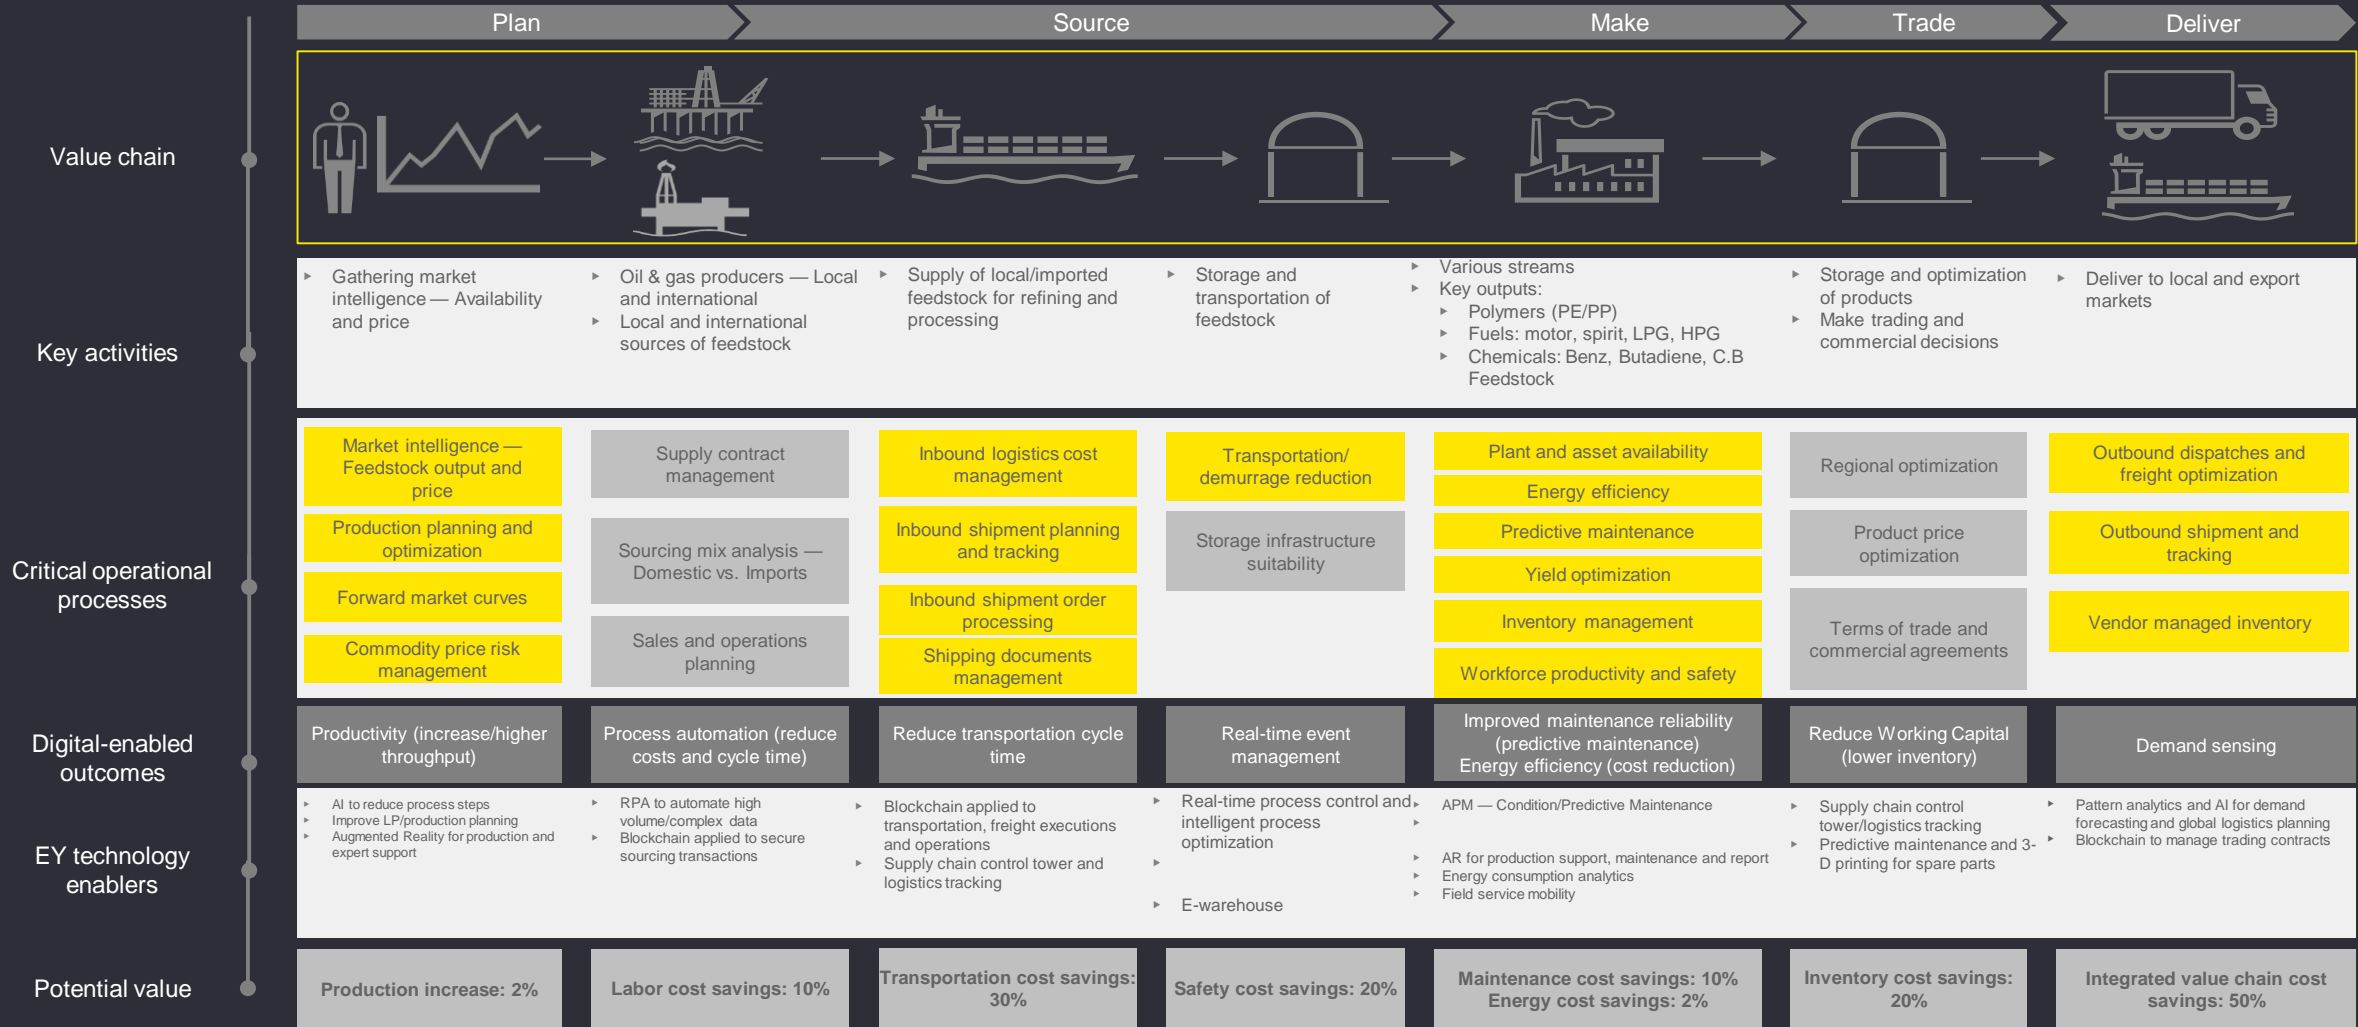 Plan
Source
Make
Trade
Deliver
Value chain
Key activities
Gathering market
intelligence — Availability
and price
Oil & gas producers — Local
and international
Local and international
sources of feedstock
Supply of local/imported
feedstock for refining and
processing
Storage and
transportation of
feedstock
Various streams
Key outputs:
Polymers (PE/PP)
Fuels: motor, spirit, LPG, HPG
Chemicals: Benz, Butadiene, C.B
Feedstock
Storage and optimization
of products
Make trading and
commercial decisions
Deliver to local and export
markets
Critical operational
processes
Market intelligence —
Feedstock output and
price
Production planning and
optimization
Forward market curves
Commodity price risk
management
Supply contract
management
Sourcing mix analysis —
Domestic vs. Imports
Sales and operations
planning
Inbound logistics cost
management
Inbound shipment planning
and tracking
Inbound shipment order
processing
Shipping documents
management
Transportation/
demurrage reduction
Storage infrastructure
suitability
Plant and asset availability
Energy efficiency
Predictive maintenance
Yield optimization
Inventory management
Workforce productivity and safety
Regional optimization
Product price
optimization
Terms of trade and
commercial agreements
Outbound dispatches and
freight optimization
Outbound shipment and
tracking
Vendor managed inventory
Digital-enabled
outcomes
Productivity (increase/higher
throughput)
Process automation (reduce
costs and cycle time)
Reduce transportation cycle
time
Real-time event
management
Improved maintenance reliability
(predictive maintenance)
Energy efficiency (cost reduction)
Reduce Working Capital
(lower inventory)
Demand sensing
EY technology
enablers
AI to reduce process steps
Improve LP/production planning
Augmented Reality for production and
expert support
RPA to automate high
volume/complex data
Blockchain applied to secure
sourcing transactions
Blockchain applied to
transportation, freight executions
and operations
Supply chain control tower and
logistics tracking
Real-time process control and
intelligent process
optimization
E-warehouse
APM — Condition/Predictive Maintenance
AR for production support, maintenance and report
Energy consumption analytics
Field service mobility
Supply chain control
tower/logistics tracking
Predictive maintenance and 3-
D printing for spare parts
Pattern analytics and AI for demand
forecasting and global logistics planning
Blockchain to manage trading contracts
Potential value
Production increase: 2%
Labor cost savings: 10%
Transportation cost savings:
30%
Safety cost savings: 20%
Maintenance cost savings: 10%
Energy cost savings: 2%
Inventory cost savings:
20%
Integrated value chain cost
savings: 50%